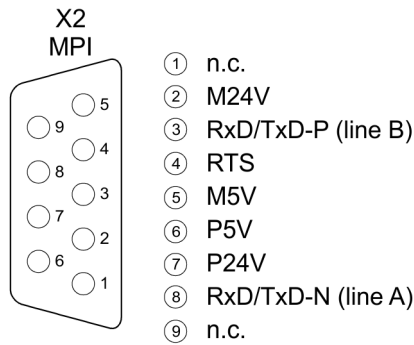 X2
MPI
5
9
4
8
3
7
2
6
1
1 n.c.
2 M24V
3 RxD/TxD-P (line B)
4 RTS
5 M5V
6 P5V
7 P24V
8 RxD/TxD-N (line A)
9 n.c.